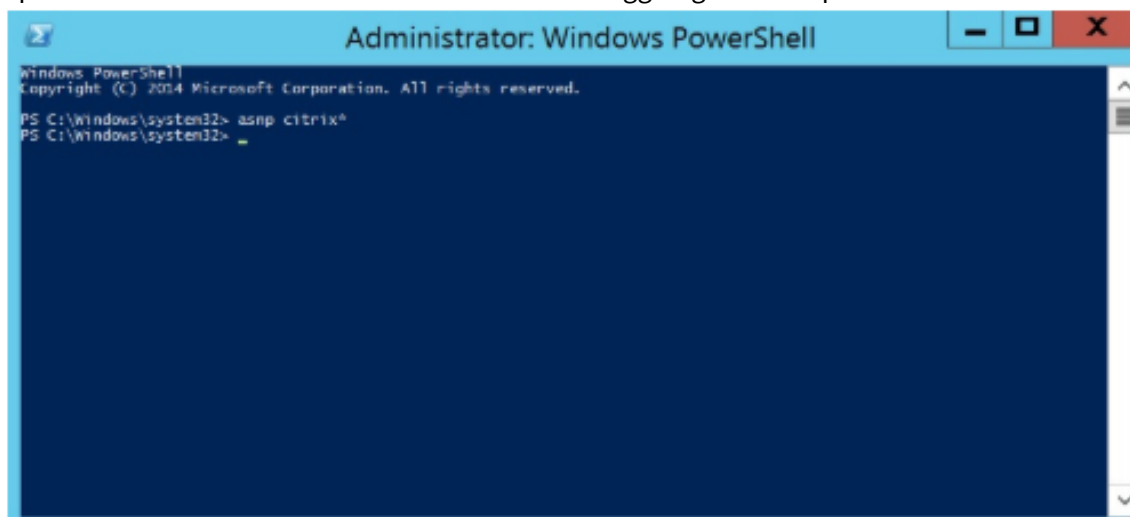 Administrator: Windows PowerShell
Windows PowerShell
Copyright (C) 2014 Microsoft Corporation. All rights reserved.
PS C:\Windows\system32> asnp citrix*
PS C:\Windows\system32> _